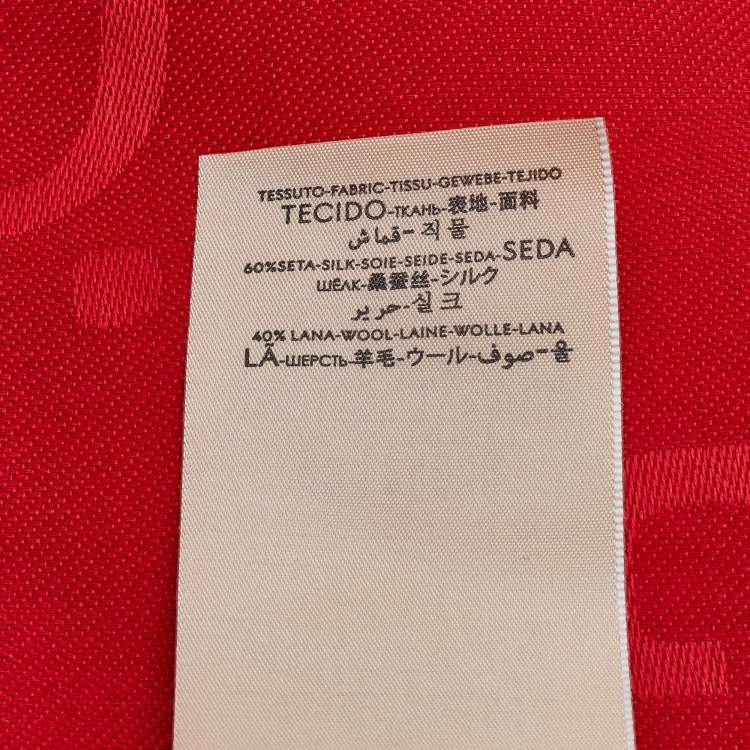 TESSUTO-FABRIC-TISSU-GEWEBE-TEJIDO
TECIDO-ТКАНЬ-表地-面料
قماش-직물
60%SETA-SILK-SOIE-SEIDE-SEDA-SEDA
ШЁЛК-桑蚕丝-シルク
حرير-실크
40% LANA-WOOL-LAINE-WOLLE-LANA
LÃ-ШЕРСТЬ-羊毛-ウール-صوف-울